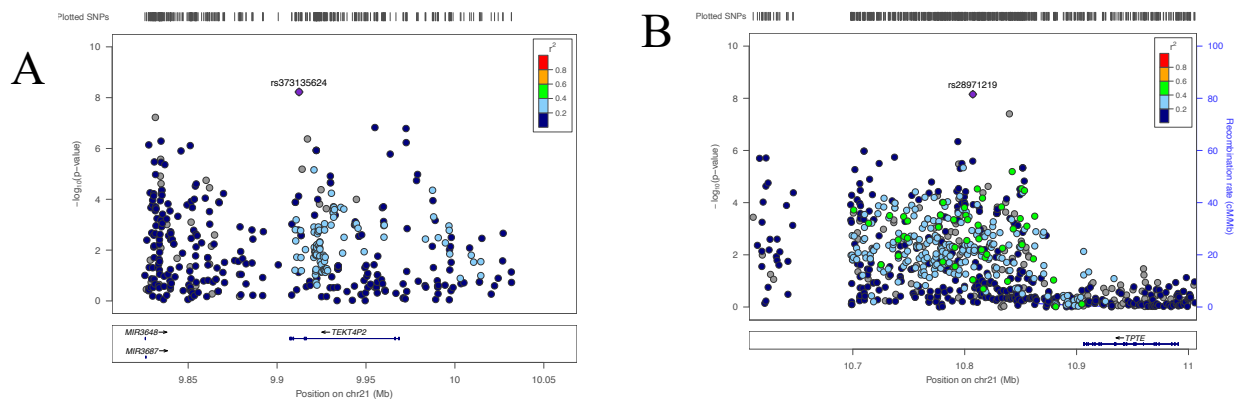 Plotted SNPs
A
10
8
6
4
2
0
−log10(p−value)
rs373135624
r2
0.8
0.6
0.4
0.2
MIR3648→
←TEKT4P2
MIR3687→
9.85
9.9
9.95
10
10.05
Position on chr21 (Mb)
Plotted SNPs
B
10
8
6
4
2
0
−log10(p−value)
rs28971219
r2
0.8
0.6
0.4
0.2
100
80
60
40
20
0
Recombination rate (cM/Mb)
←TPTE
10.7
10.8
10.9
11
Position on chr21 (Mb)